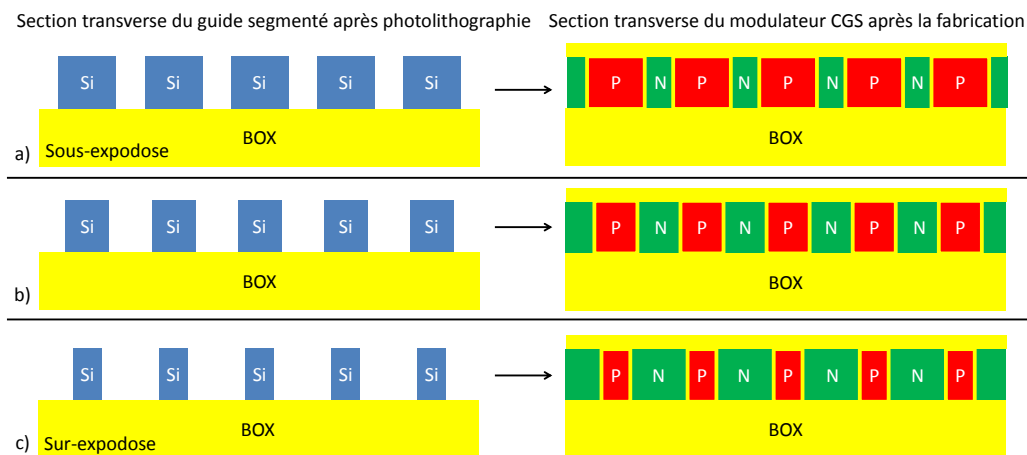 Section transverse du guide segmenté après photolithographie
Section transverse du modulateur CGS après la fabrication
Si Si Si Si Si
P N P N P N P N P
BOX
BOX
a) Sous-expodose
Si Si Si Si Si
P N P N P N P N P
BOX
BOX
b)
Si Si Si Si Si
P N P N P N P N P
BOX
BOX
c) Sur-expodose